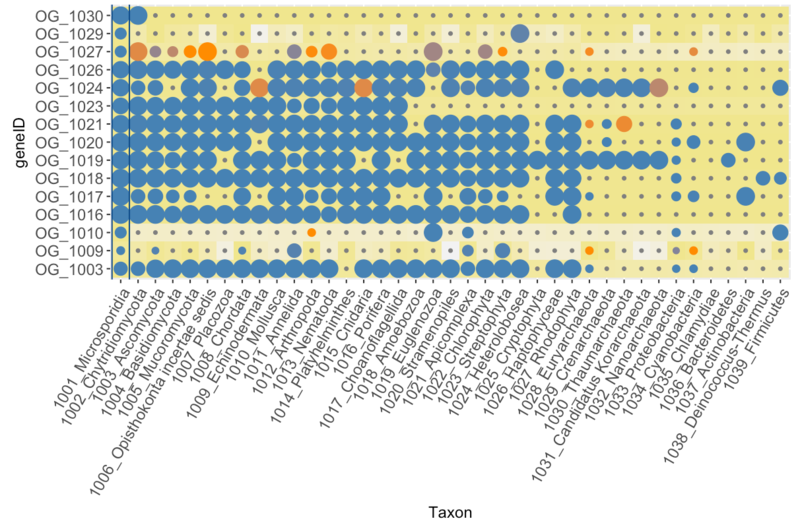 OG_1030
OG_1029
OG_1027
OG_1026
OG_1024
OG_1023
OG_1021
OG_1020
OG_1019
OG_1018
OG_1017
OG_1016
OG_1010
OG_1009
OG_1003
geneID
1001_Microsporidia
1002_Chytridiomycota
1003_Ascomycota
1004_Basidiomycota
1005_Mucoromycota
1006_Opisthokonta incertae sedis
1007_Placozoa
1008_Chordata
1009_Echinodermata
1010_Mollusca
1011_Annelida
1012_Arthropoda
1013_Nematoda
1014_Platyhelminthes
1015_Cnidaria
1016_Porifera
1017_Choanoflagellida
1018_Amoebozoa
1019_Euglenozoa
1020_Stramenopiles
1021_Apicomplexa
1022_Chlorophyta
1023_Streptophyta
1024_Heterolobosea
1025_Cryptophyta
1026_Haptophyceae
1027_Rhodophyta
1028_Euryarchaeota
1029_Crenarchaeota
1030_Thaumarchaeota
1031_Candidatus Korarchaeota
1032_Nanoarchaeota
1033_Proteobacteria
1034_Cyanobacteria
1035_Chlamydiae
1036_Bacteroidetes
1037_Actinobacteria
1038_Deinococcus-Thermus
1039_Firmicutes
Taxon